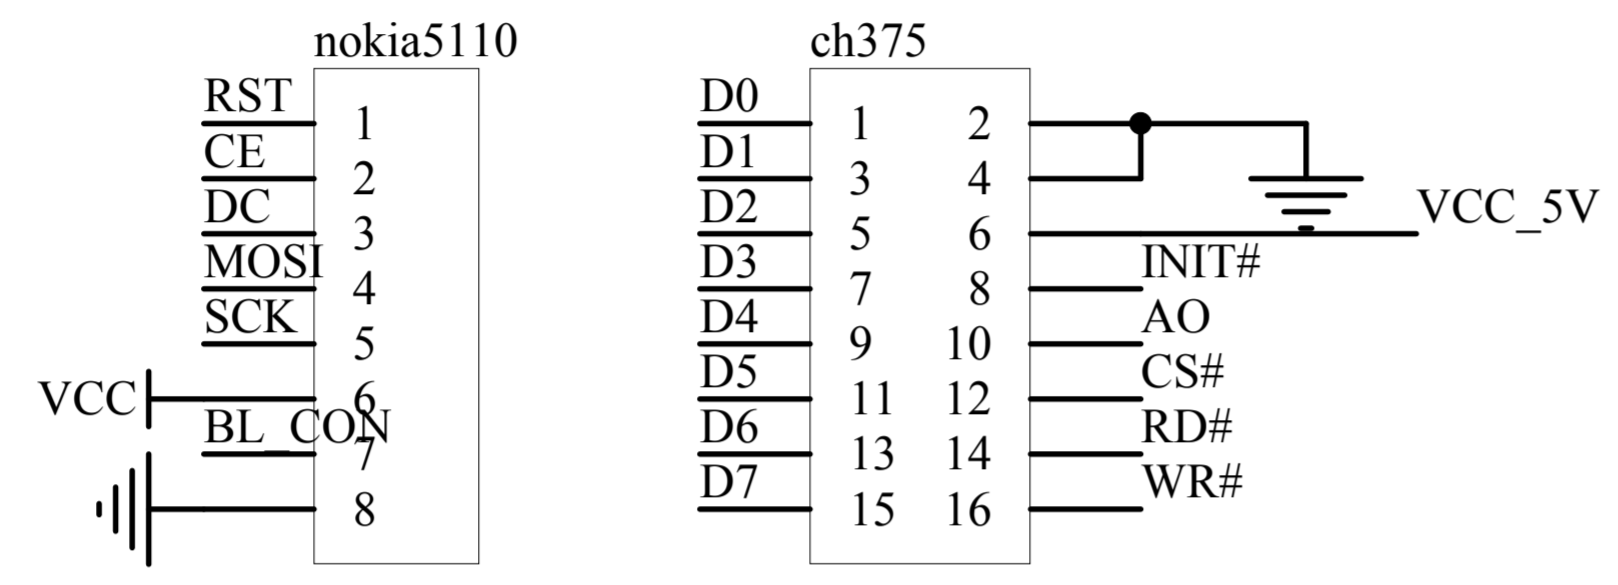 nokia5110
RST 1
CE 2
DC 3
MOSI 4
SCK 5
VCC 6
BL_CON 7
8
ch375
D0 1 2
D1 3 4
D2 5 6 VCC_5V
D3 7 8 INIT#
D4 9 10 AO
D5 11 12 CS#
D6 13 14 RD#
D7 15 16 WR#